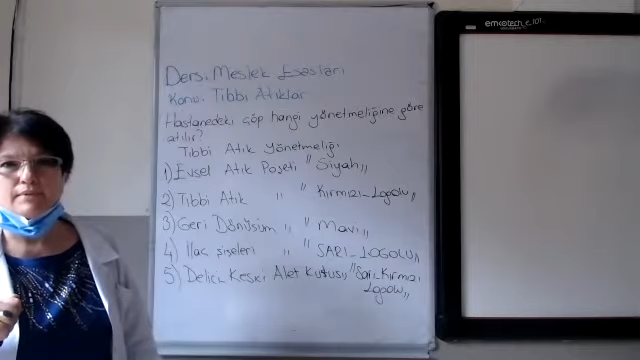 Ders: Meslek Esasları
Konu: Tıbbi Atıklar
Hastanedeki çöp hangi yönetmeliğine göre
atılır?
Tıbbi Atık Yönetmeliği
1) Evsel Atık Poşeti "Siyah,,
2) Tıbbi Atık ,, "Kırmızı-Logolu,,
3) Geri Dönüşüm ,, "Mavi,,
4) İlaç şişeleri ,, "SARI-LOGOLU,,
5) Delici-Keski Alet Kutusu,, "Sarı-Kırmızı
Logolu,,
emkotech